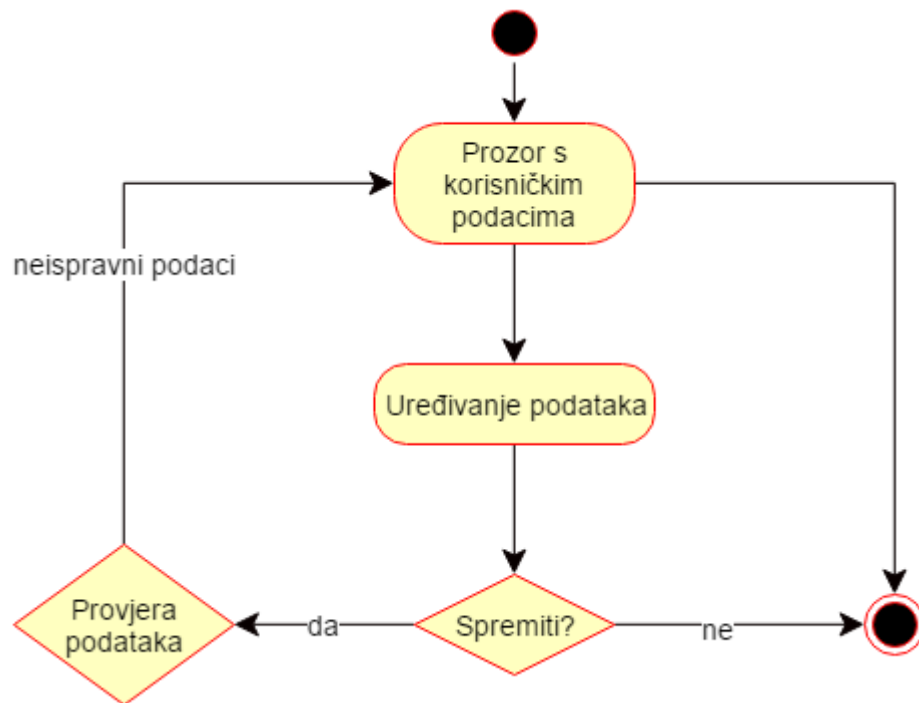 Prozor s
korisničkim
podacima
neispravni podaci
Uređivanje podataka
Provjera
podataka
da
Spremiti?
ne